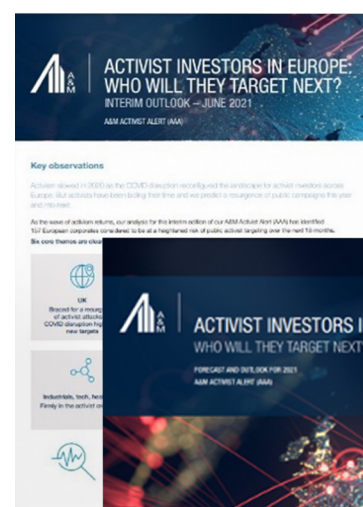 A&M
ACTIVIST INVESTORS IN EUROPE:
WHO WILL THEY TARGET NEXT?
INTERIM OUTLOOK – JUNE 2021
A&M ACTIVIST ALERT (AAA)
Key observations
Activism slowed in 2020 as the COVID disruption reconfigured the landscape for activist investors across
Europe. But activists have been biding their time and we predict a resurgence of public campaigns this year
and into next.
As the wave of activism returns, our analysis for this interim edition of our A&M Activist Alert (AAA) has identified
157 European corporates considered to be at a heightened risk of public activist targeting over the next 18 months.
Six core themes are clear
UK
Braced for a resurg
of activist attacks
COVID disruption hig
new targets
Industrials, tech, hea
Firmly in the activist cr
A&M
ACTIVIST INVESTORS I
WHO WILL THEY TARGET NEXT
FORECAST AND OUTLOOK FOR 2021
A&M ACTIVIST ALERT (AAA)